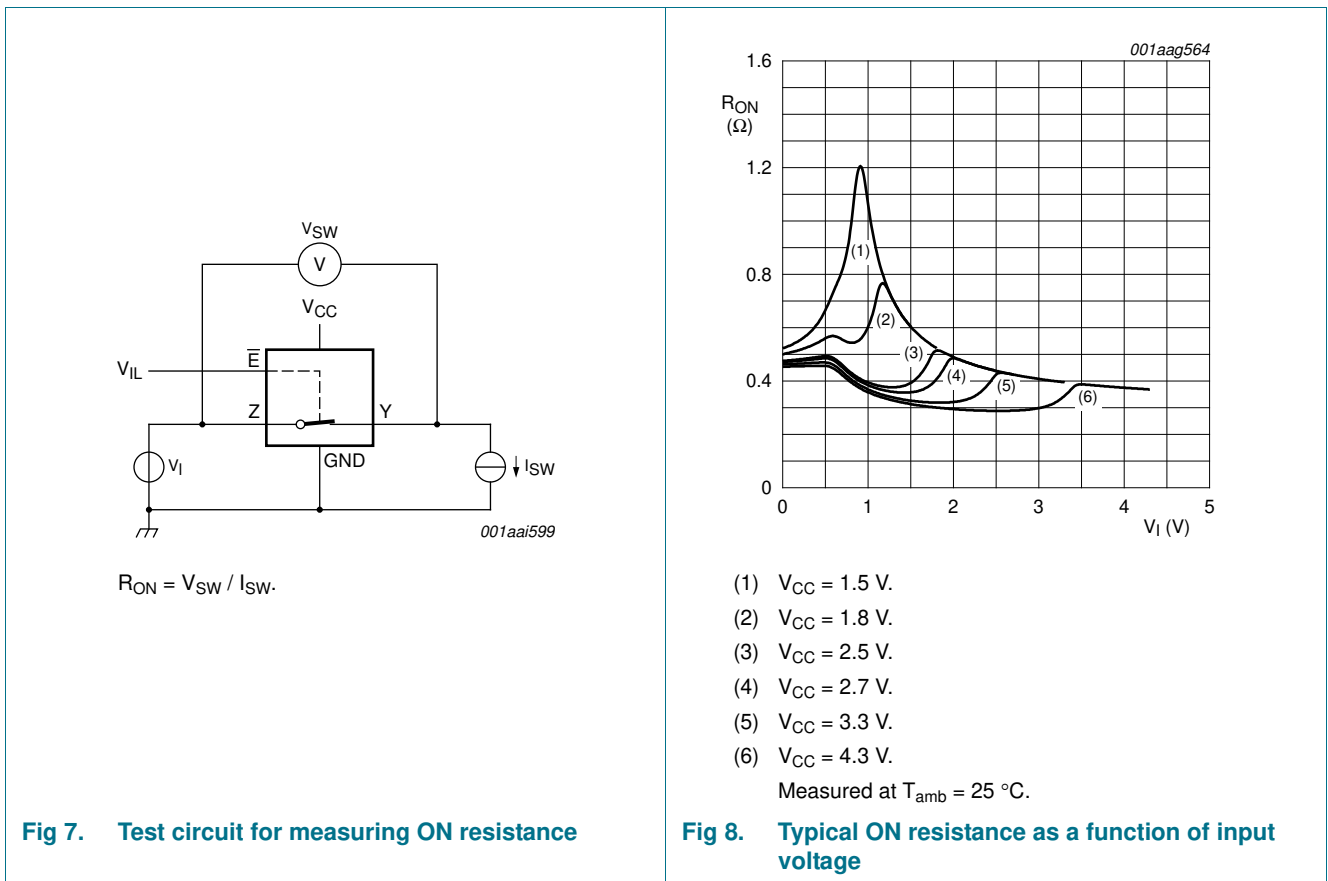 VSW
V
VCC
E
VIL
Z
Y
GND
VI
ISW
001aai599
RON = VSW / ISW.
Fig 7. Test circuit for measuring ON resistance
001aag564
1.6
RON
(Ω)
1.2
0.8
0.4
0
(1)
(2)
(3)
(4)
(5)
(6)
0 1 2 3 4 5
VI (V)
(1) VCC = 1.5 V.
(2) VCC = 1.8 V.
(3) VCC = 2.5 V.
(4) VCC = 2.7 V.
(5) VCC = 3.3 V.
(6) VCC = 4.3 V.
Measured at Tamb = 25 °C.
Fig 8. Typical ON resistance as a function of input
voltage